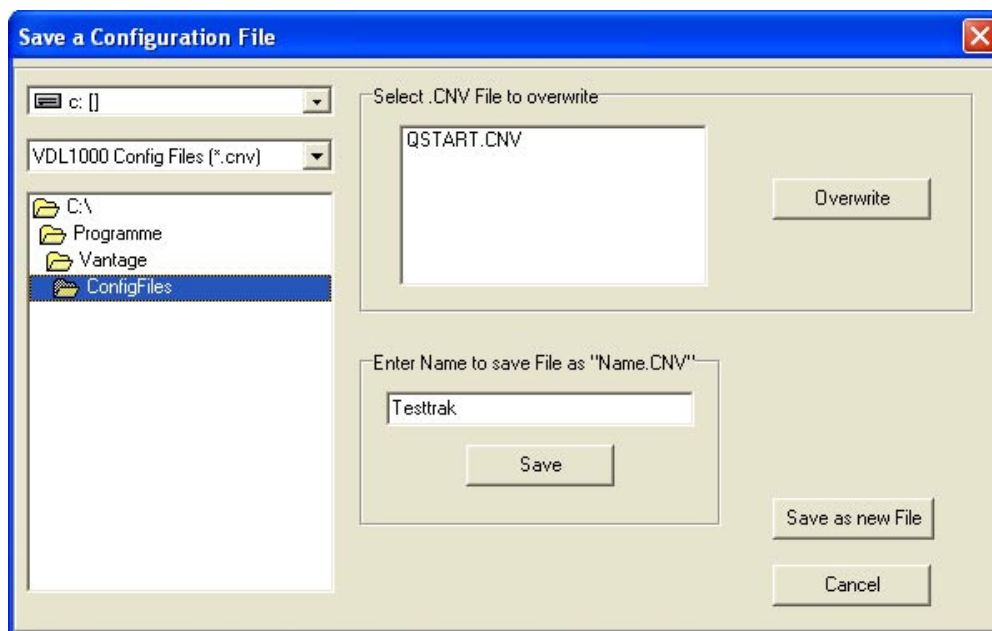 Save a Configuration File
c: []
VDL1000 Config Files (*.cnv)
C:\
Programme
Vantage
ConfigFiles
Select .CNV File to overwrite
QSTART.CNV
Overwrite
Enter Name to save File as "Name.CNV"
Testtrak
Save
Save as new File
Cancel